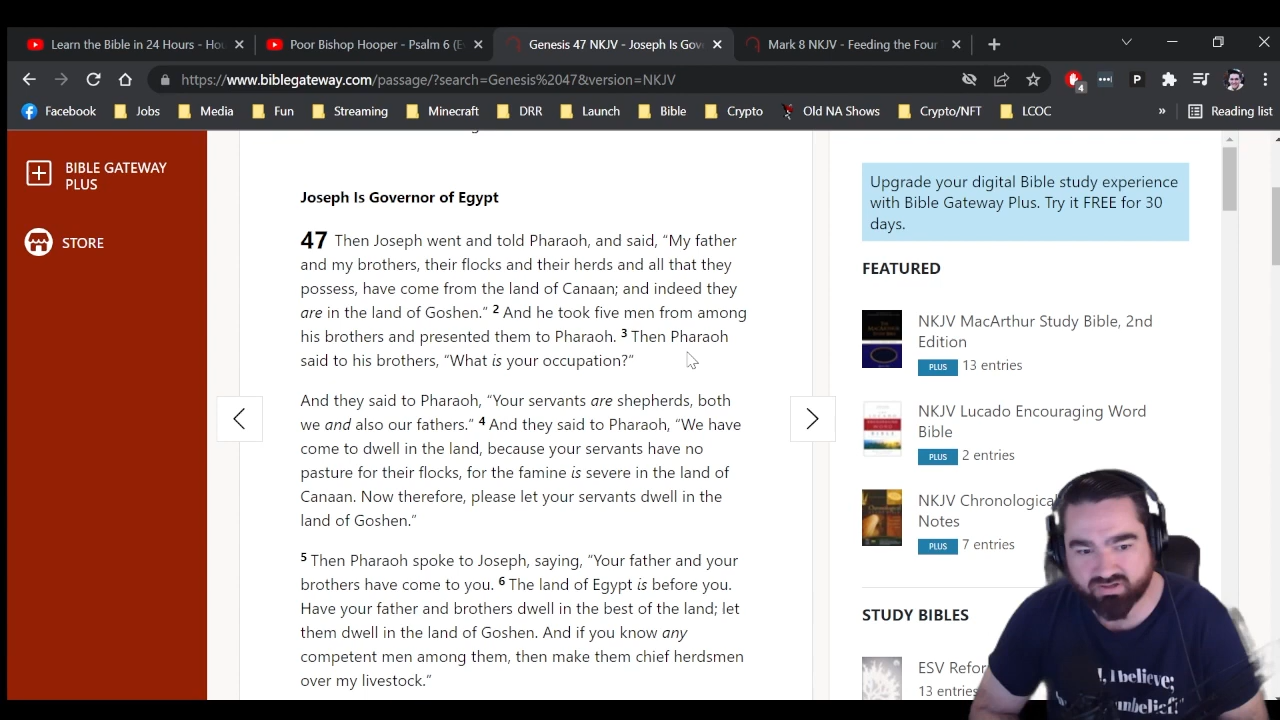 Learn the Bible in 24 Hours - Hou
Poor Bishop Hooper - Psalm 6 (E
Genesis 47 NKJV - Joseph Is Gov
Mark 8 NKJV - Feeding the Four T
https://www.biblegateway.com/passage/?search=Genesis%2047&version=NKJV
4
P
Facebook
Jobs
Media
Fun
Streaming
Minecraft
DRR
Launch
Bible
Crypto
Old NA Shows
Crypto/NFT
LCOC
»
Reading list
BIBLE GATEWAY
PLUS
STORE
Joseph Is Governor of Egypt
47 Then Joseph went and told Pharaoh, and said, “My father
and my brothers, their flocks and their herds and all that they
possess, have come from the land of Canaan; and indeed they
are in the land of Goshen.” 2 And he took five men from among
his brothers and presented them to Pharaoh. 3 Then Pharaoh
said to his brothers, “What is your occupation?”
And they said to Pharaoh, “Your servants are shepherds, both
we and also our fathers.” 4 And they said to Pharaoh, “We have
come to dwell in the land, because your servants have no
pasture for their flocks, for the famine is severe in the land of
Canaan. Now therefore, please let your servants dwell in the
land of Goshen.”
5 Then Pharaoh spoke to Joseph, saying, “Your father and your
brothers have come to you. 6 The land of Egypt is before you.
Have your father and brothers dwell in the best of the land; let
them dwell in the land of Goshen. And if you know any
competent men among them, then make them chief herdsmen
over my livestock.”
Upgrade your digital Bible study experience
with Bible Gateway Plus. Try it FREE for 30
days.
FEATURED
NKJV MacArthur Study Bible, 2nd
Edition
PLUS 13 entries
NKJV Lucado Encouraging Word
Bible
PLUS 2 entries
NKJV Chronological
Notes
PLUS 7 entries
STUDY BIBLES
ESV Refo
13 entries
I believe;
unbelief!